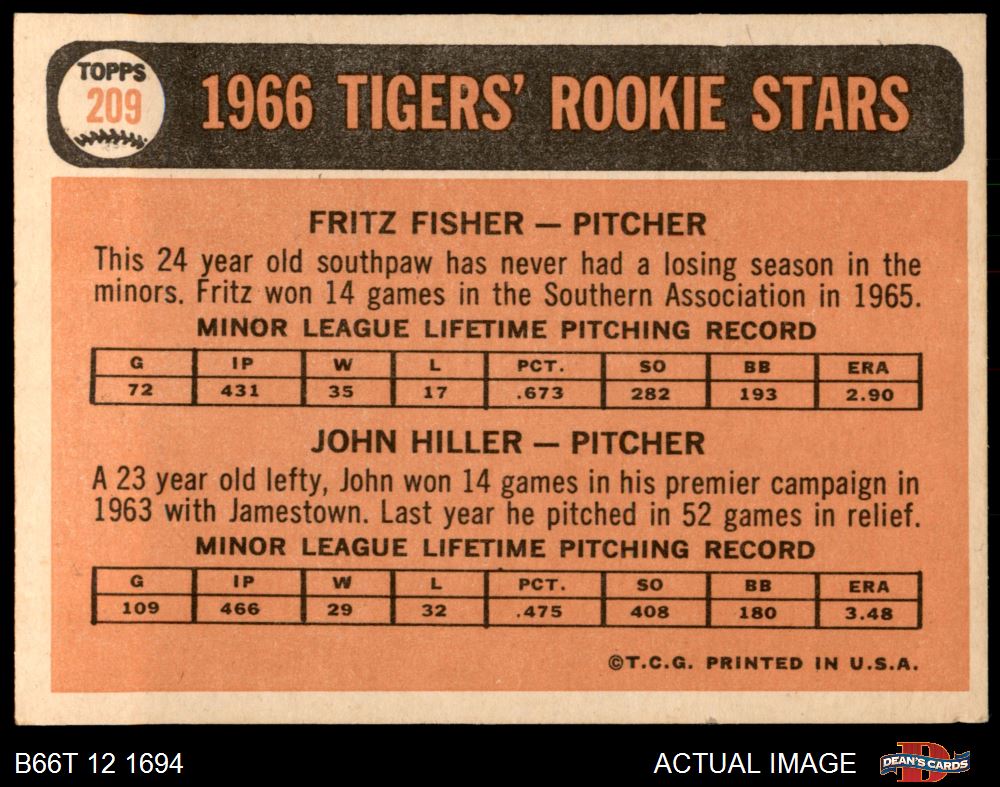 TOPPS
209
1966 TIGERS' ROOKIE STARS
FRITZ FISHER — PITCHER
This 24 year old southpaw has never had a losing season in the
minors. Fritz won 14 games in the Southern Association in 1965.
MINOR LEAGUE LIFETIME PITCHING RECORD
G IP W L PCT. SO BB ERA
72 431 35 17 .673 282 193 2.90
JOHN HILLER — PITCHER
A 23 year old lefty, John won 14 games in his premier campaign in
1963 with Jamestown. Last year he pitched in 52 games in relief.
MINOR LEAGUE LIFETIME PITCHING RECORD
G IP W L PCT. SO BB ERA
109 466 29 32 .475 408 180 3.48
©T.C.G. PRINTED IN U.S.A.
B66T 12 1694 ACTUAL IMAGE D DEAN'S CARDS